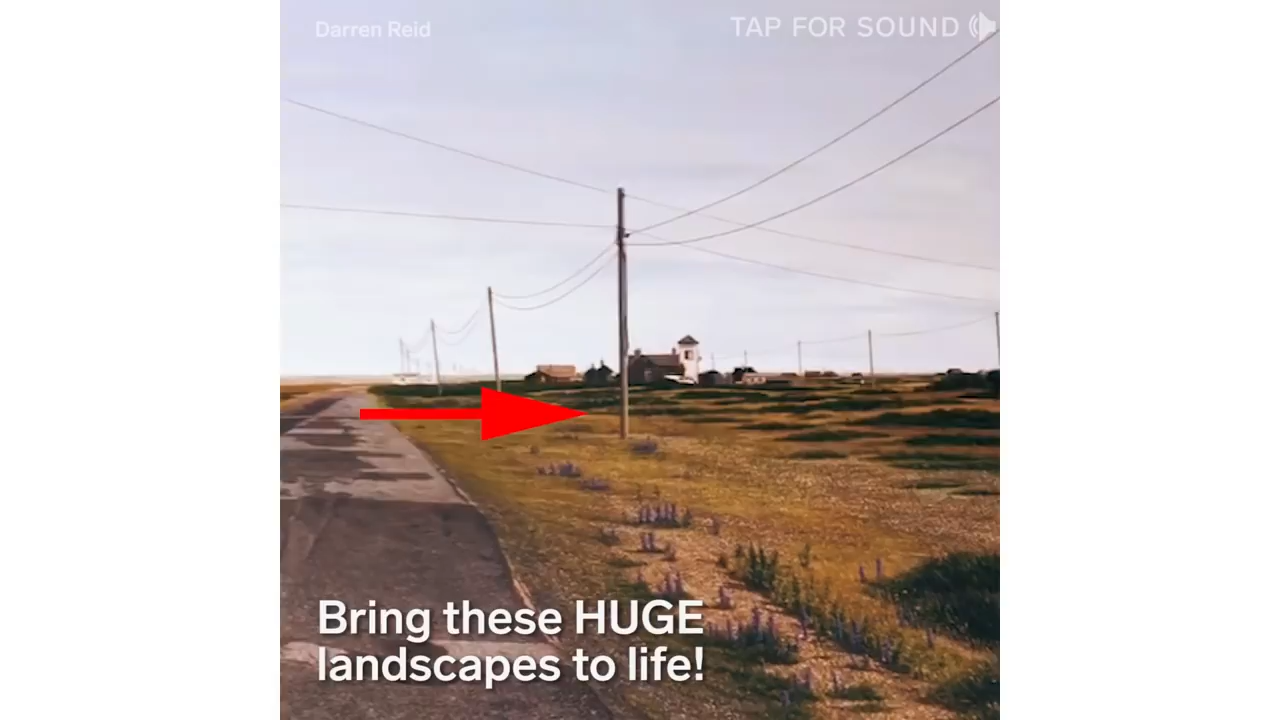 Darren Reid
TAP FOR SOUND
Bring these HUGE
landscapes to life!